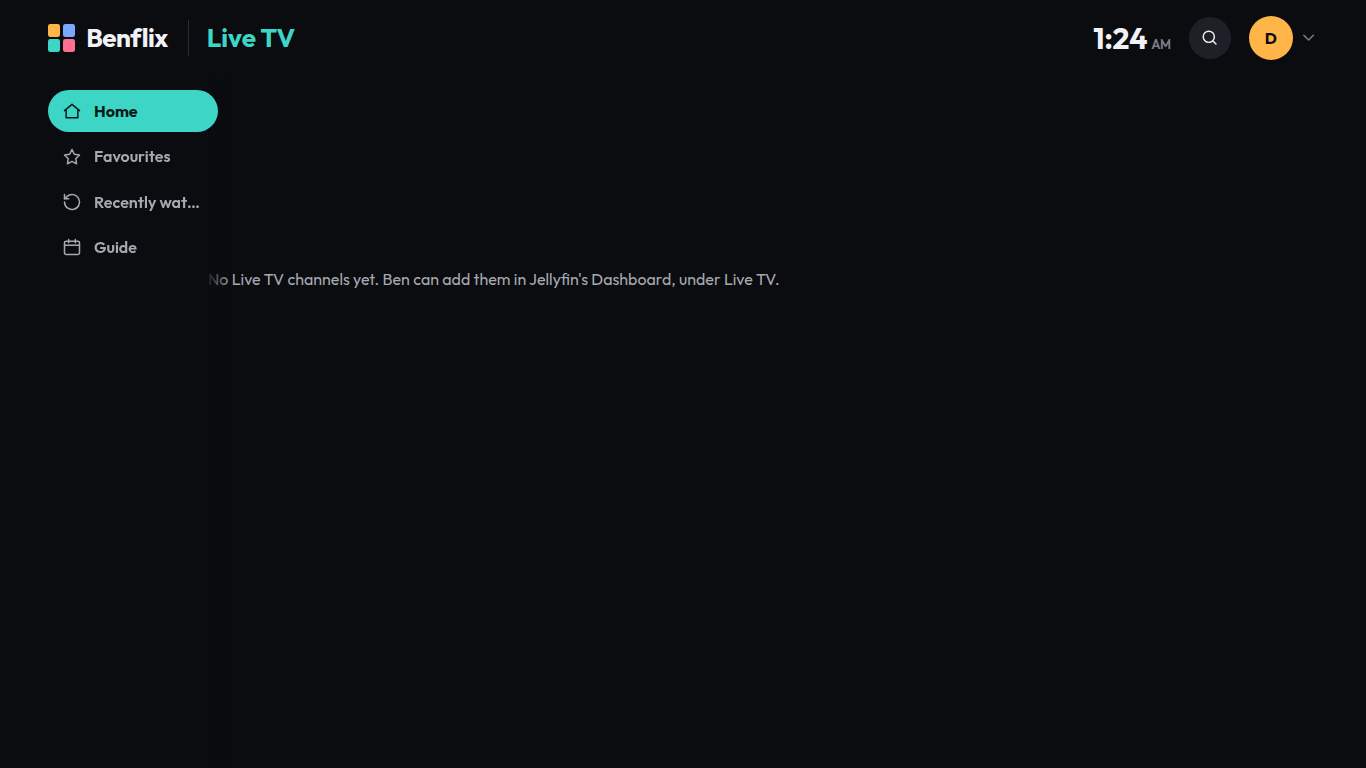 Benflix
Live TV
1:24 AM
D
Home
Favourites
Recently wat...
Guide
No Live TV channels yet. Ben can add them in Jellyfin's Dashboard, under Live TV.